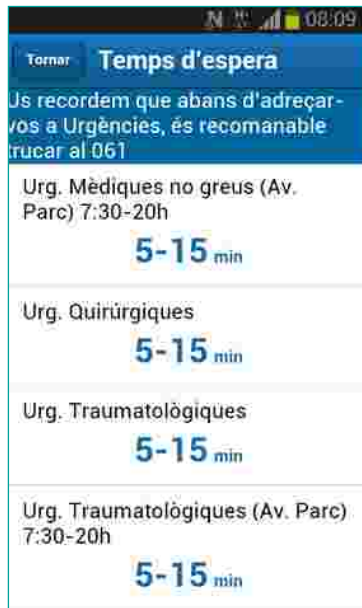 08:09
Tornar Temps d'espera
Us recordem que abans d'adreçar-
vos a Urgències, és recomanable
trucar al 061
Urg. Mèdiques no greus (Av.
Parc) 7:30-20h
5-15 min
Urg. Quirúrgiques
5-15 min
Urg. Traumatològiques
5-15 min
Urg. Traumatològiques (Av. Parc)
7:30-20h
5-15 min